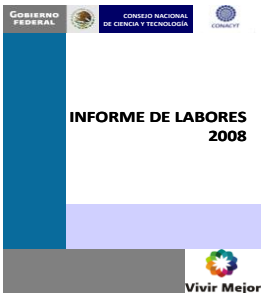 GOBIERNO
FEDERAL
CONSEJO NACIONAL
DE CIENCIA Y TECNOLOGÍA
CONACYT
INFORME DE LABORES
2008
Vivir Mejor